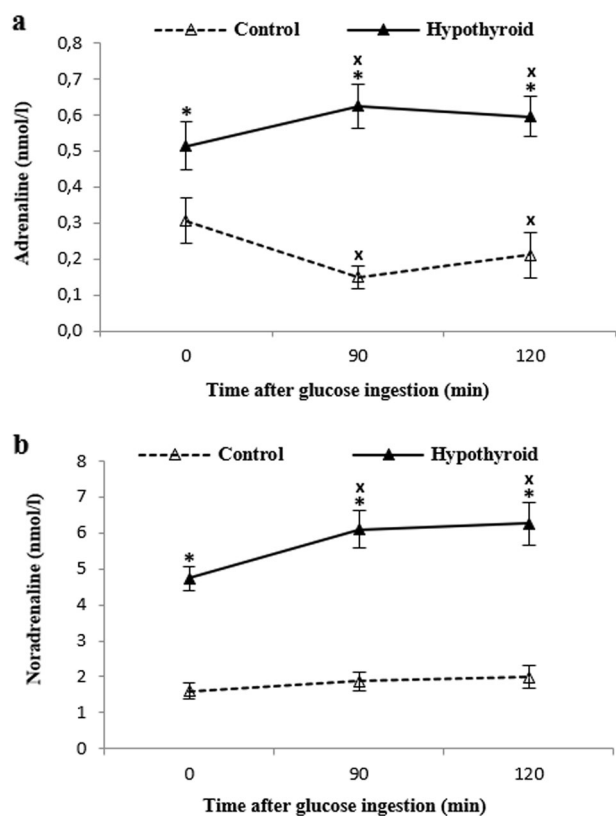 a
Control
Hypothyroid
0,8
0,7
0,6
0,5
0,4
0,3
0,2
0,1
0,0
Adrenaline (nmol/l)
*
x
*
x
*
x
x
0 90 120
Time after glucose ingestion (min)
b
Control
Hypothyroid
8
7
6
5
4
3
2
1
0
Noradrenaline (nmol/l)
*
x
*
x
*
0 90 120
Time after glucose ingestion (min)